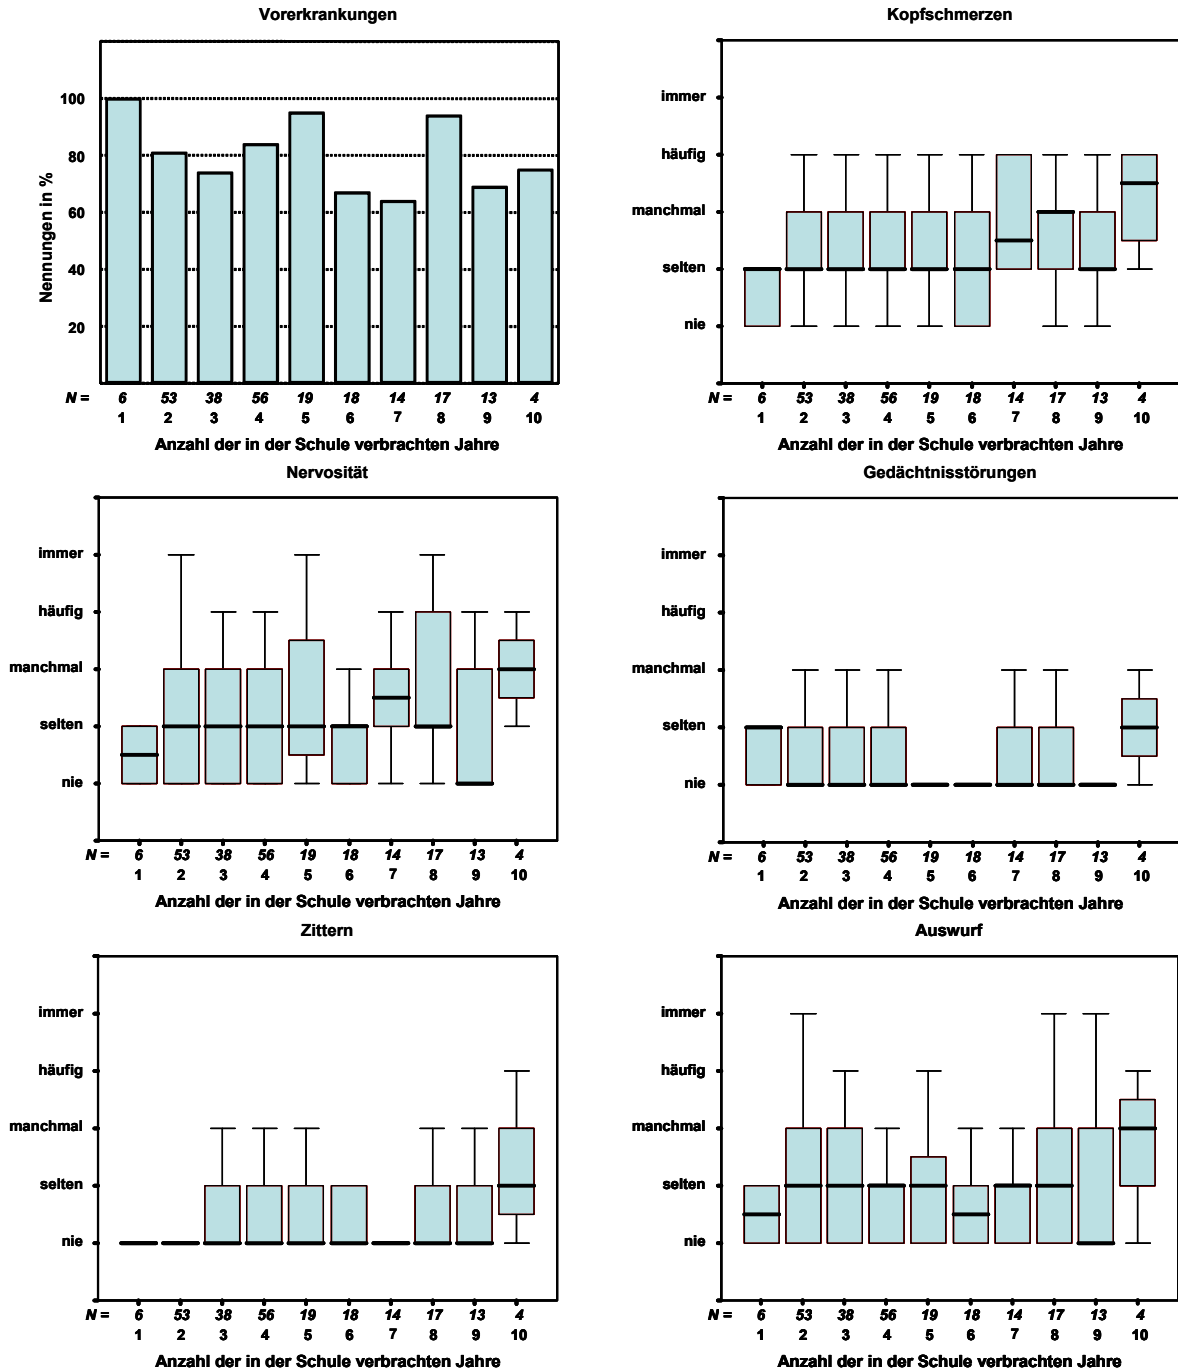 Vorerkrankungen
Nennungen in %
100
80
60
40
20
N = 6 53 38 56 19 18 14 17 13 4
1 2 3 4 5 6 7 8 9 10
Anzahl der in der Schule verbrachten Jahre
Kopfschmerzen
immer
häufig
manchmal
selten
nie
N = 6 53 38 56 19 18 14 17 13 4
1 2 3 4 5 6 7 8 9 10
Anzahl der in der Schule verbrachten Jahre
Nervosität
immer
häufig
manchmal
selten
nie
N = 6 53 38 56 19 18 14 17 13 4
1 2 3 4 5 6 7 8 9 10
Anzahl der in der Schule verbrachten Jahre
Gedächtnisstörungen
immer
häufig
manchmal
selten
nie
N = 6 53 38 56 19 18 14 17 13 4
1 2 3 4 5 6 7 8 9 10
Anzahl der in der Schule verbrachten Jahre
Zittern
immer
häufig
manchmal
selten
nie
N = 6 53 38 56 19 18 14 17 13 4
1 2 3 4 5 6 7 8 9 10
Anzahl der in der Schule verbrachten Jahre
Auswurf
immer
häufig
manchmal
selten
nie
N = 6 53 38 56 19 18 14 17 13 4
1 2 3 4 5 6 7 8 9 10
Anzahl der in der Schule verbrachten Jahre